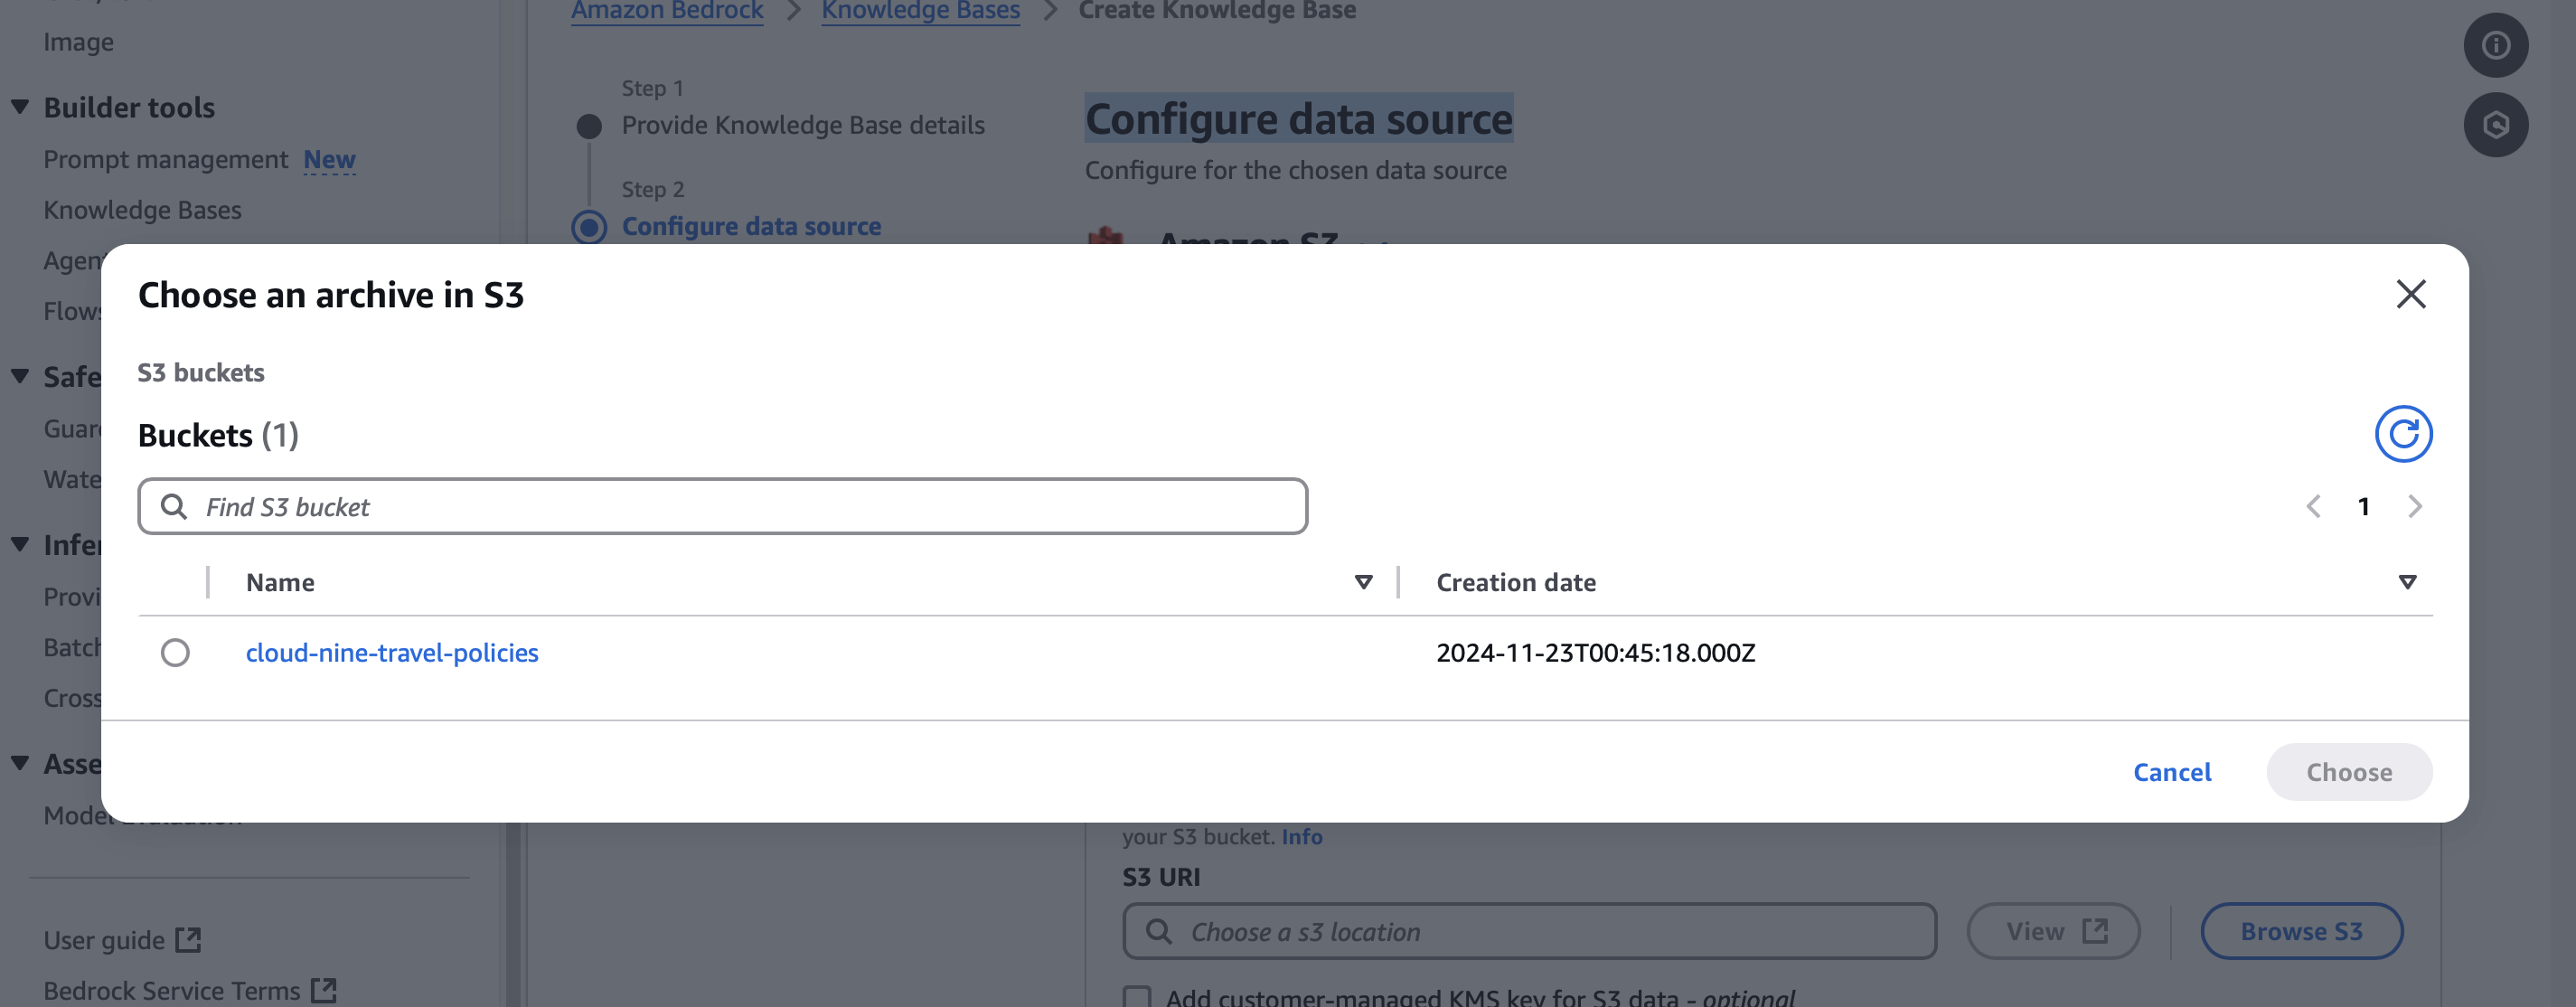 Amazon Bedrock > Knowledge Bases > Create Knowledge Base
Image
Builder tools
Prompt management New
Knowledge Bases
Agen
Flows
Safe
Guar
Wate
Infer
Provi
Batch
Cross
Asse
Model Evaluation
User guide
Bedrock Service Terms
Step 1
Provide Knowledge Base details
Step 2
Configure data source
Configure data source
Configure for the chosen data source
Amazon S3
Choose an archive in S3
S3 buckets
Buckets (1)
Find S3 bucket
1
Name
Creation date
cloud-nine-travel-policies
2024-11-23T00:45:18.000Z
Cancel
Choose
your S3 bucket. Info
S3 URI
Choose a s3 location
View
Browse S3
Add customer-managed KMS key for S3 data - optional